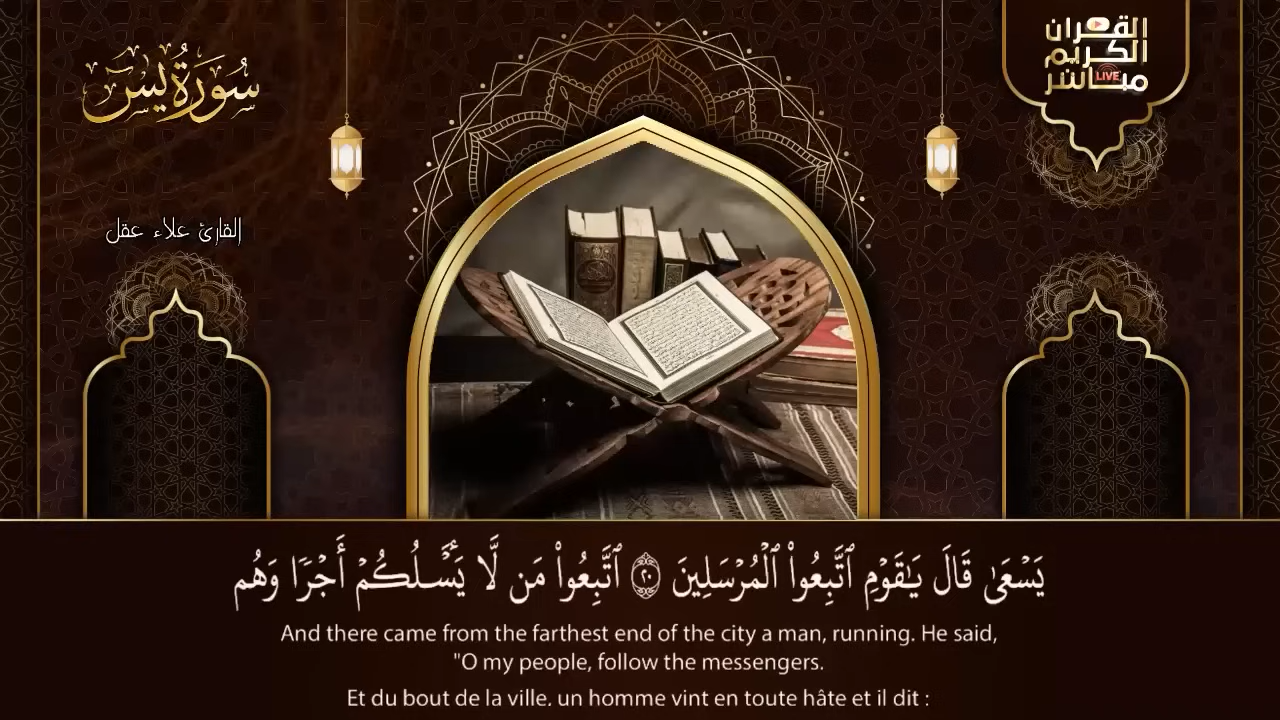 سُورَةُ يس
القرآن
الكريم
مباشر
LIVE
القارئ علاء عقل
يَسْعَىٰ قَالَ يَٰقَوْمِ ٱتَّبِعُوا۟ ٱلْمُرْسَلِينَ ٢٠ ٱتَّبِعُوا۟ مَن لَّا يَسْـَٔلُكُمْ أَجْرًا وَهُم
And there came from the farthest end of the city a man, running. He said,
"O my people, follow the messengers.
Et du bout de la ville, un homme vint en toute hâte et il dit :